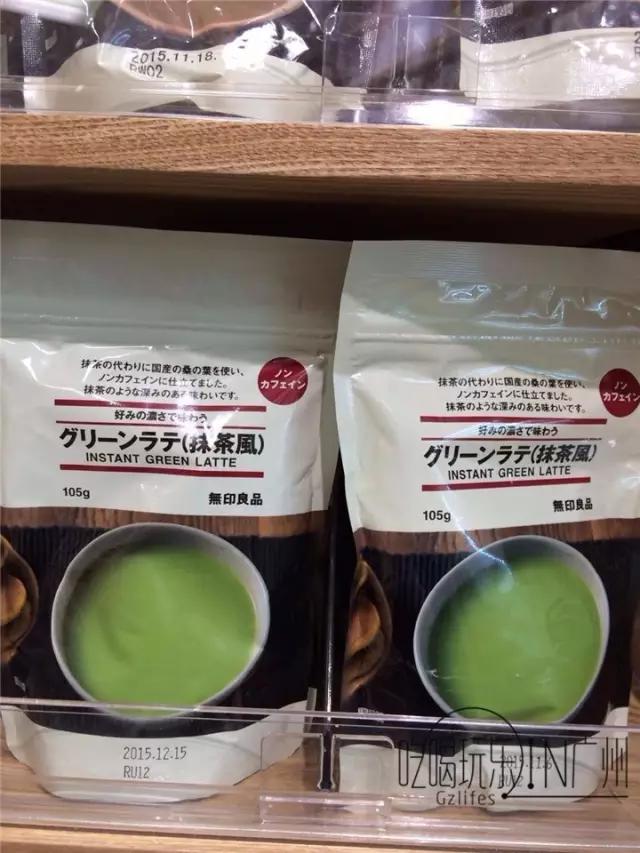 2015.11.18.
RW02
抹茶の代わりに国産の桑の葉を使い、
ノンカフェインに仕立てました。
抹茶のような深みのある味わいです。
ノン
カフェイン
好みの濃さで味わう
グリーンラテ(抹茶風)
INSTANT GREEN LATTE
105g
無印良品
2015.12.15
RU12
抹茶の代わりに国産の桑の葉を使い、
ノンカフェインに仕立てました。
抹茶のような深みのある味わいです。
ノン
カフェイン
好みの濃さで味わう
グリーンラテ(抹茶風)
INSTANT GREEN LATTE
105g
無印良品
吃喝玩乐IN广州
Gzlifes